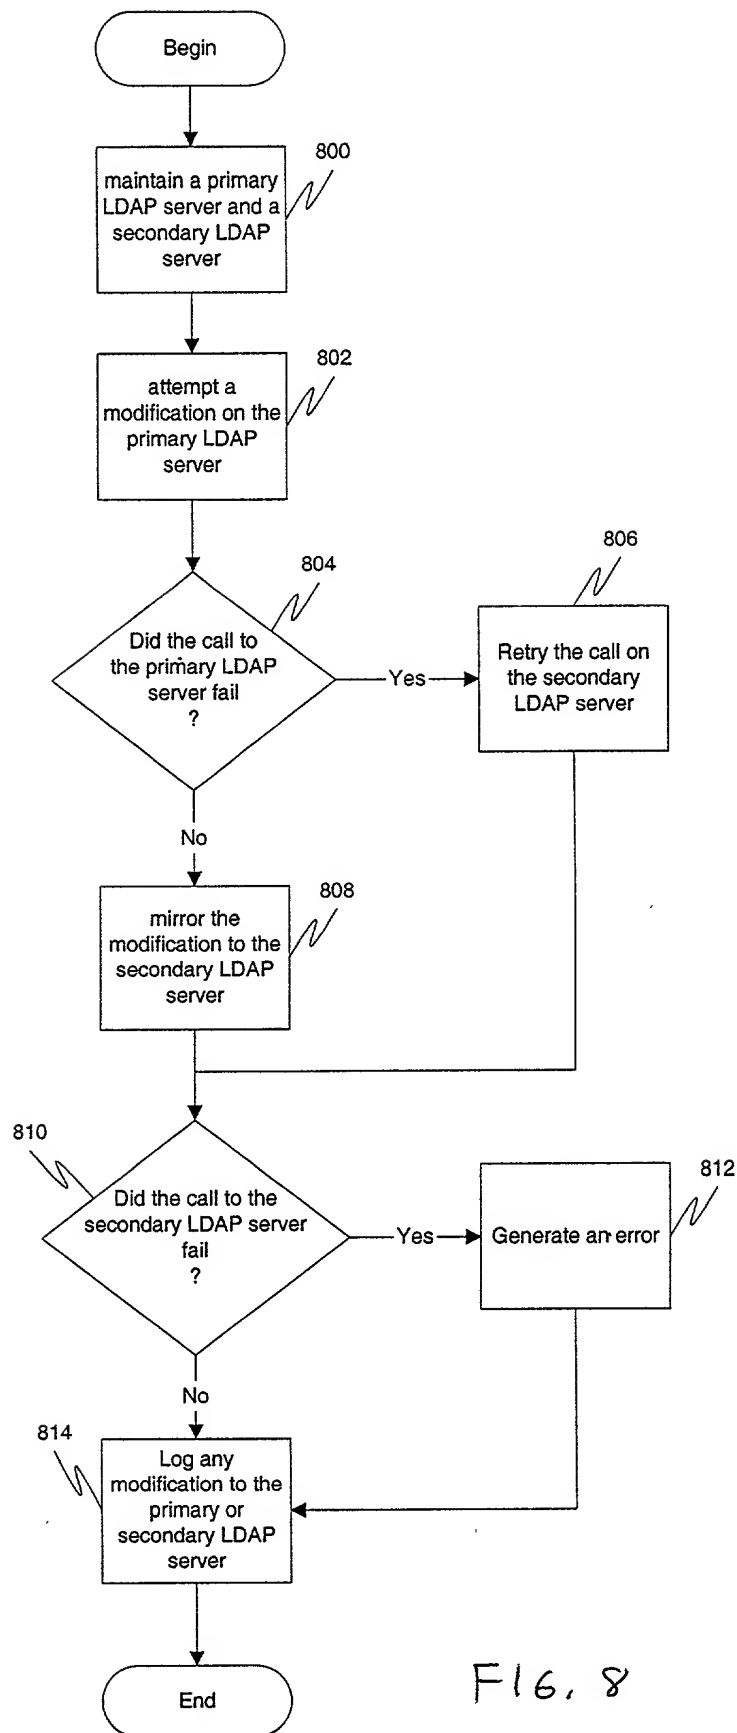 Begin
800
maintain a primary
LDAP server and a
secondary LDAP
server
802
attempt a
modification on the
primary LDAP
server
804
Did the call to
the primary LDAP
server fail
?
Yes
806
Retry the call on
the secondary
LDAP server
No
808
mirror the
modification to the
secondary LDAP
server
810
Did the call to the
secondary LDAP server
fail
?
Yes
812
Generate an error
No
814
Log any
modification to the
primary or
secondary LDAP
server
End
FIG. 8